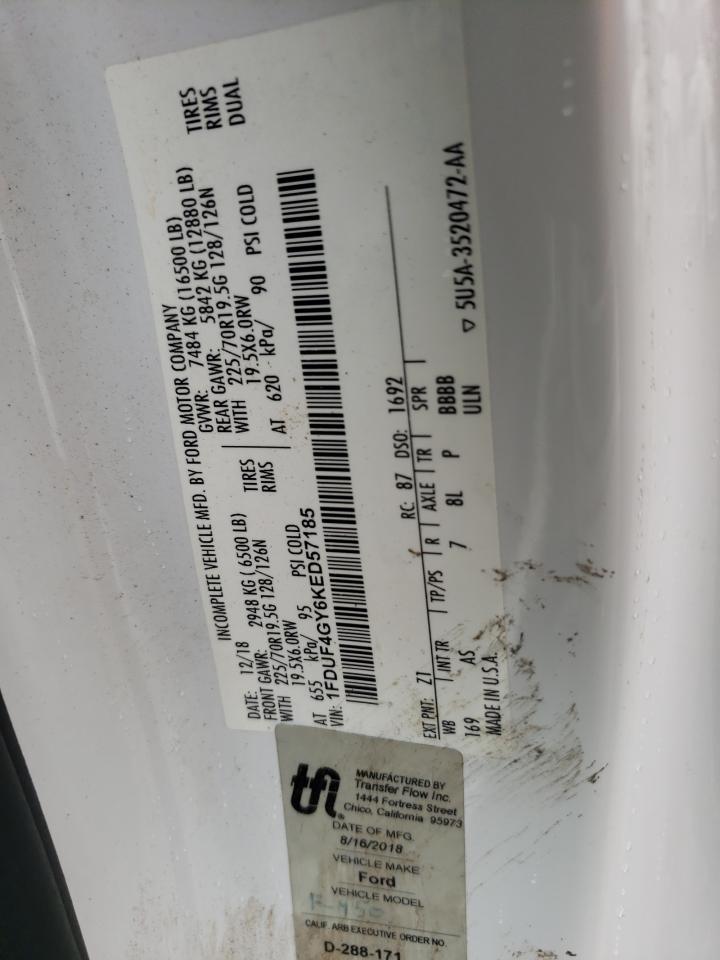 INCOMPLETE VEHICLE MFD. BY FORD MOTOR COMPANY
DATE: 12/18 GVWR: 7484 KG (16500 LB)
FRONT GAWR: 2948 KG ( 6500 LB) REAR GAWR: 5842 KG (12880 LB)
WITH 225/70R19.5G 128/126N TIRES WITH 225/70R19.5G 128/126N TIRES
19.5X6.0RW RIMS 19.5X6.0RW RIMS
AT 655 kPa/ 95 PSI COLD AT 620 kPa/ 90 PSI COLD DUAL
VIN: 1FDUF4GY6KED57185
EXT PNT: Z1 RC: 87 DSO: 1692
WB INT TR TP/PS R AXLE TR SPR
169 AS 7 8L P BBBB
MADE IN U.S.A. ULN
5U5A-3520472-AA
tfi
MANUFACTURED BY
Transfer Flow Inc.
1444 Fortress Street
Chico, California 95973
DATE OF MFG.
8/16/2018
VEHICLE MAKE
Ford
VEHICLE MODEL
F-450
CALIF. ARB EXECUTIVE ORDER NO.
D-288-171